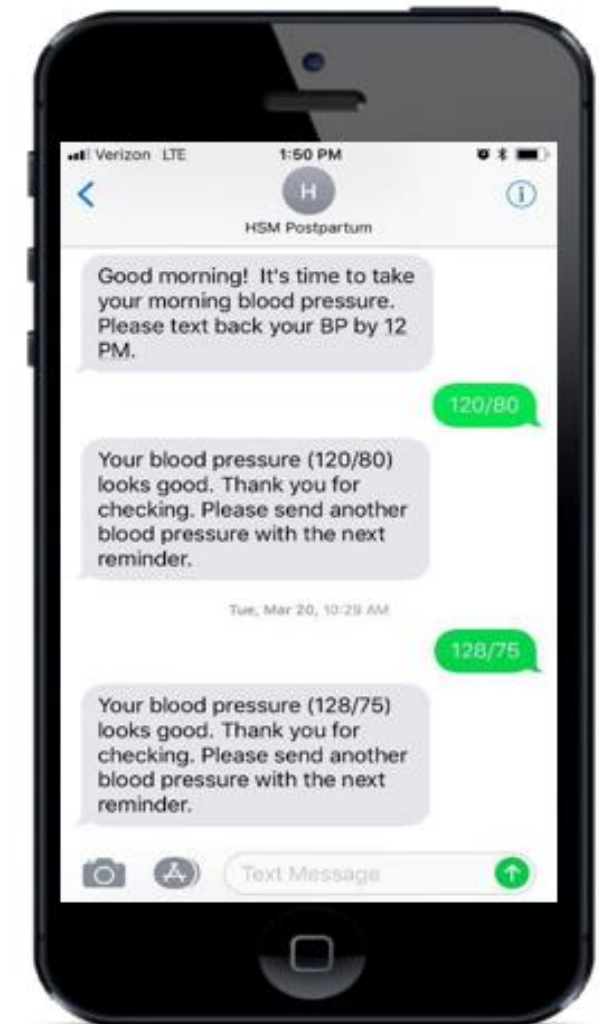 Verizon LTE
1:50 PM
H
HSM Postpartum
Good morning! It's time to take
your morning blood pressure.
Please text back your BP by 12
PM.
120/80
Your blood pressure (120/80)
looks good. Thank you for
checking. Please send another
blood pressure with the next
reminder.
Tue, Mar 20, 10:29 AM
128/75
Your blood pressure (128/75)
looks good. Thank you for
checking. Please send another
blood pressure with the next
reminder.
Text Message